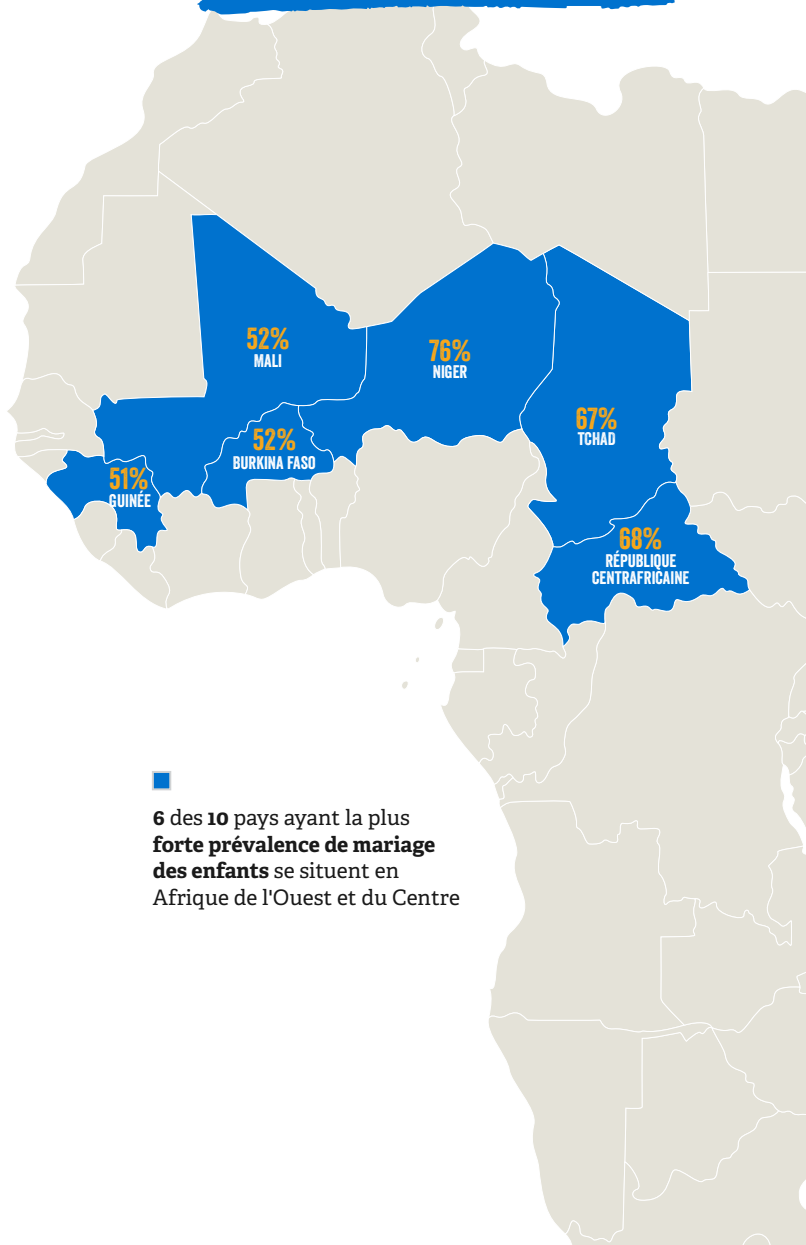 52%
MALI
76%
NIGER
67%
TCHAD
52%
BURKINA FASO
51%
GUINÉE
68%
RÉPUBLIQUE
CENTRAFRICAINE
6 des 10 pays ayant la plus
forte prévalence de mariage
des enfants se situent en
Afrique de l'Ouest et du Centre